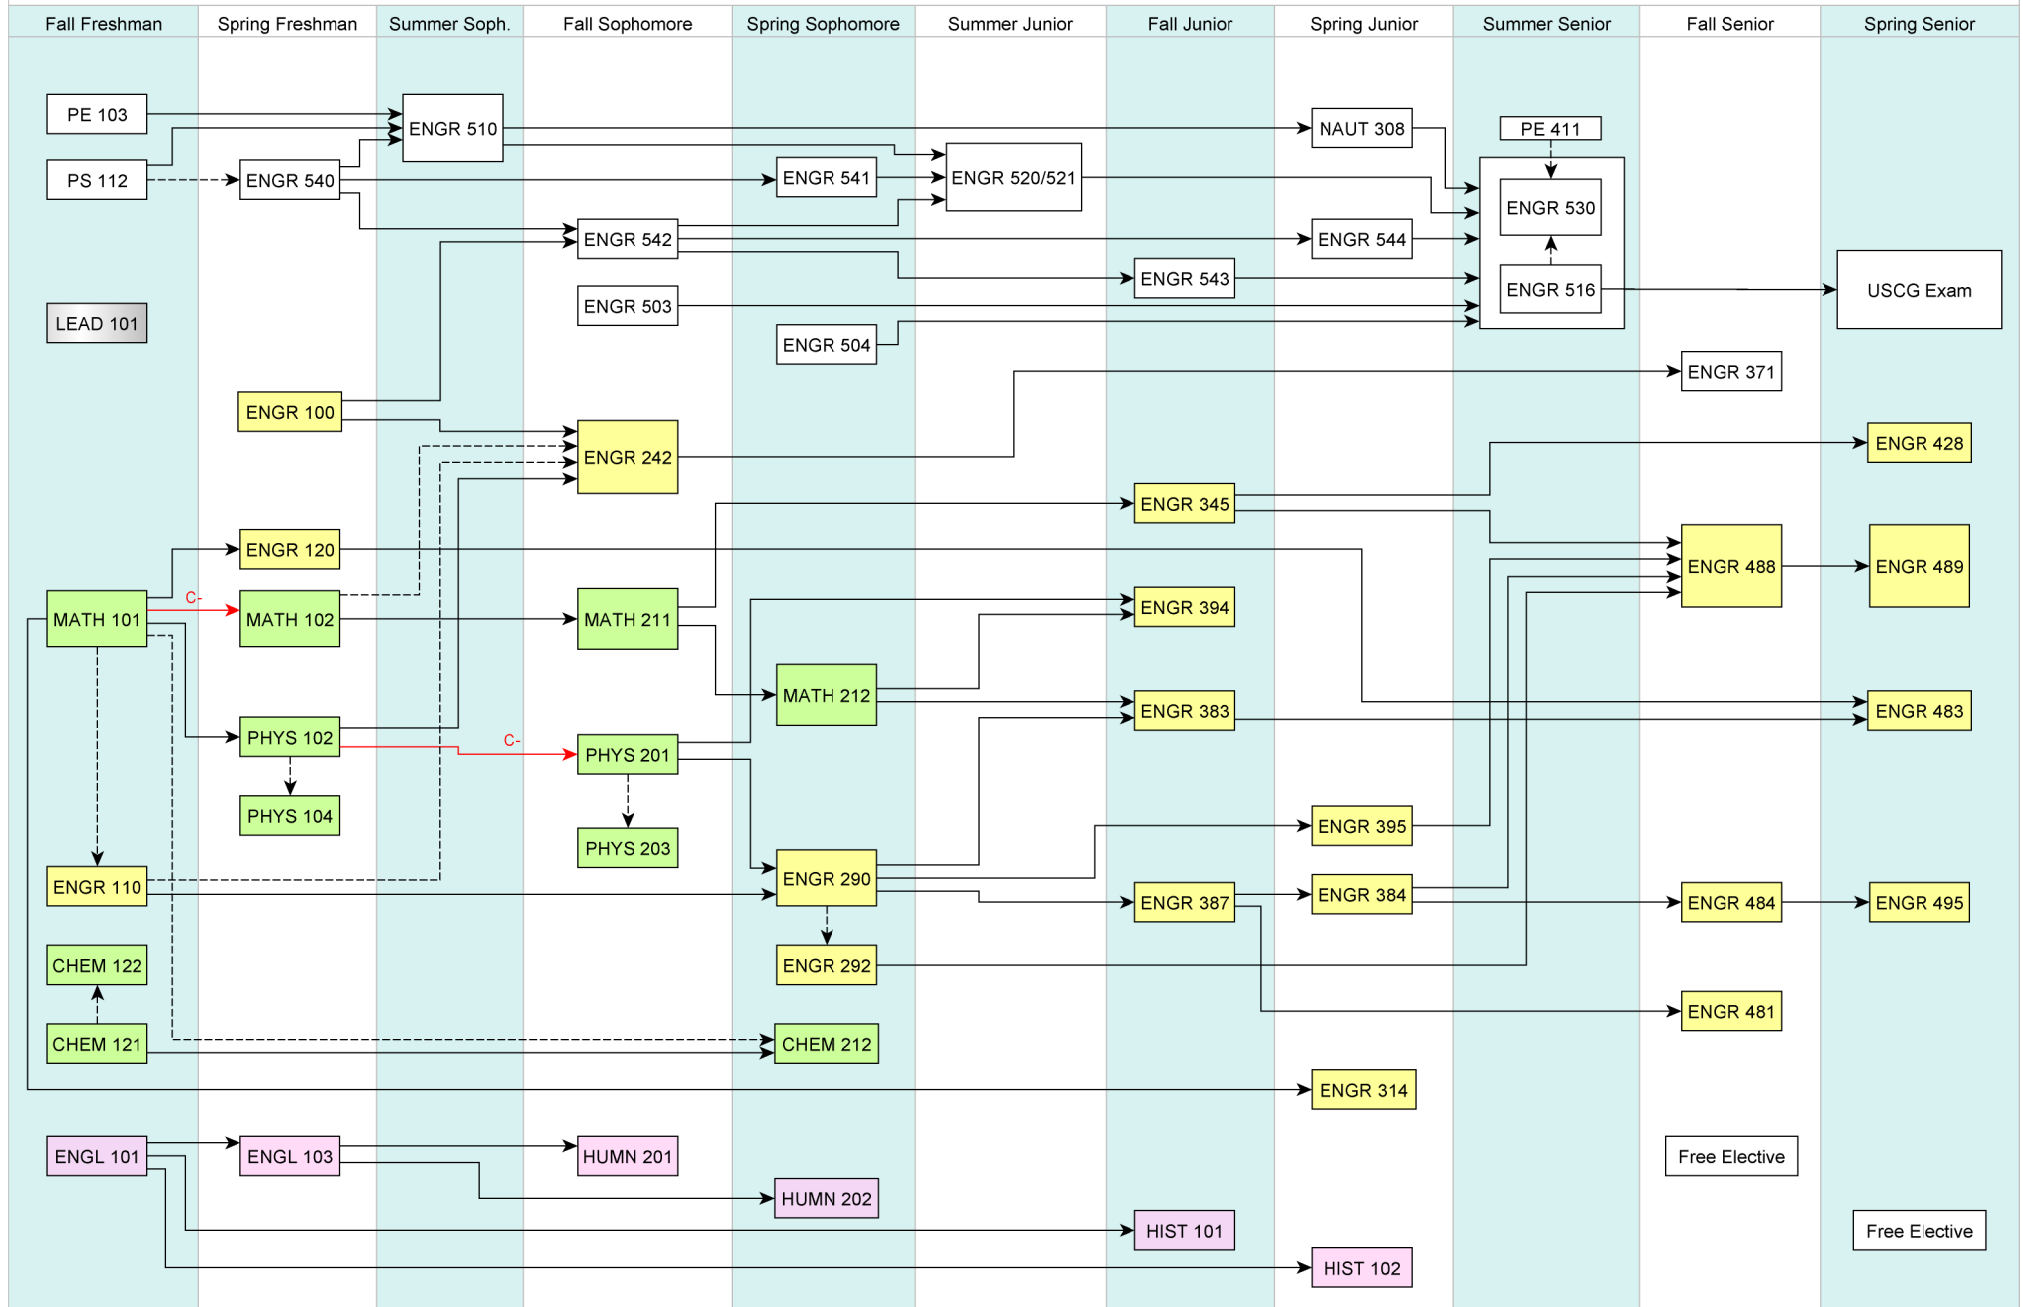 Fall Freshman
Spring Freshman
Summer Soph.
Fall Sophomore
Spring Sophomore
Summer Junior
Fall Junior
Spring Junior
Summer Senior
Fall Senior
Spring Senior
PE 103
ENGR 510
NAUT 308
PE 411
PS 112
ENGR 540
ENGR 541
ENGR 520/521
ENGR 530
ENGR 542
ENGR 544
ENGR 543
ENGR 516
USCG Exam
ENGR 503
LEAD 101
ENGR 504
ENGR 371
ENGR 100
ENGR 242
ENGR 428
ENGR 345
ENGR 120
ENGR 488
ENGR 489
C-
MATH 101
MATH 102
MATH 211
ENGR 394
MATH 212
ENGR 383
ENGR 483
PHYS 102
C-
PHYS 201
PHYS 104
PHYS 203
ENGR 395
ENGR 110
ENGR 290
ENGR 387
ENGR 384
ENGR 484
ENGR 495
CHEM 122
ENGR 292
ENGR 481
CHEM 121
CHEM 212
ENGR 314
ENGL 101
ENGL 103
HUMN 201
Free Elective
HUMN 202
HIST 101
Free Elective
HIST 102